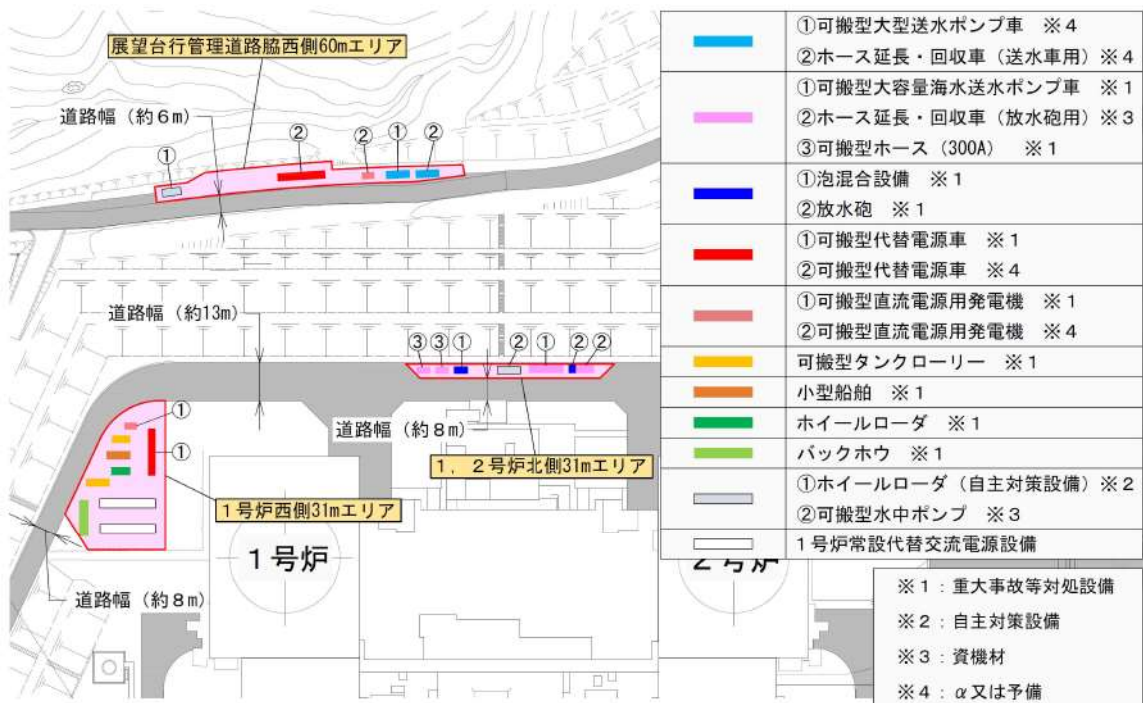 展望台行管理道路脇西側60mエリア
道路幅（約６m）
①
②
②
①
②
道路幅（約13m）
③
③
①
②
①
②
②
道路幅（約８m）
１，２号炉北側31mエリア
①
①
１号炉西側31mエリア
１号炉
２号炉
道路幅（約８m）
①可搬型大型送水ポンプ車　※４
②ホース延長・回収車（送水車用）※４
①可搬型大容量海水送水ポンプ車　※１
②ホース延長・回収車（放水砲用）※３
③可搬型ホース（300A）　※１
①泡混合設備　※１
②放水砲　※１
①可搬型代替電源車　※１
②可搬型代替電源車　※４
①可搬型直流電源用発電機　※１
②可搬型直流電源用発電機　※４
可搬型タンクローリー　※１
小型船舶　※１
ホイールローダ　※１
バックホウ　※１
①ホイールローダ（自主対策設備）※２
②可搬型水中ポンプ　※３
１号炉常設代替交流電源設備
※１：重大事故等対処設備
※２：自主対策設備
※３：資機材
※４：α又は予備